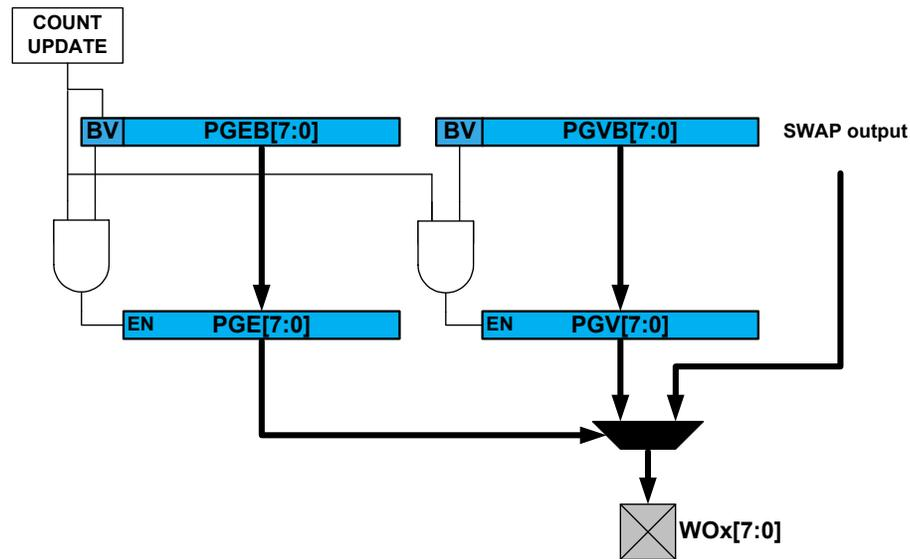 COUNT
UPDATE
BV PGEB[7:0] BV PGVB[7:0] SWAP output
EN PGE[7:0] EN PGV[7:0]
WOx[7:0]